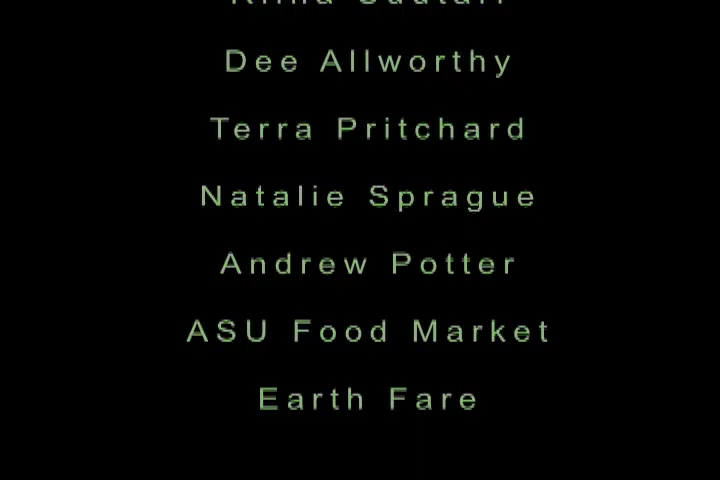 Dee Allworthy
Terra Pritchard
Natalie Sprague
Andrew Potter
ASU Food Market
Earth Fare